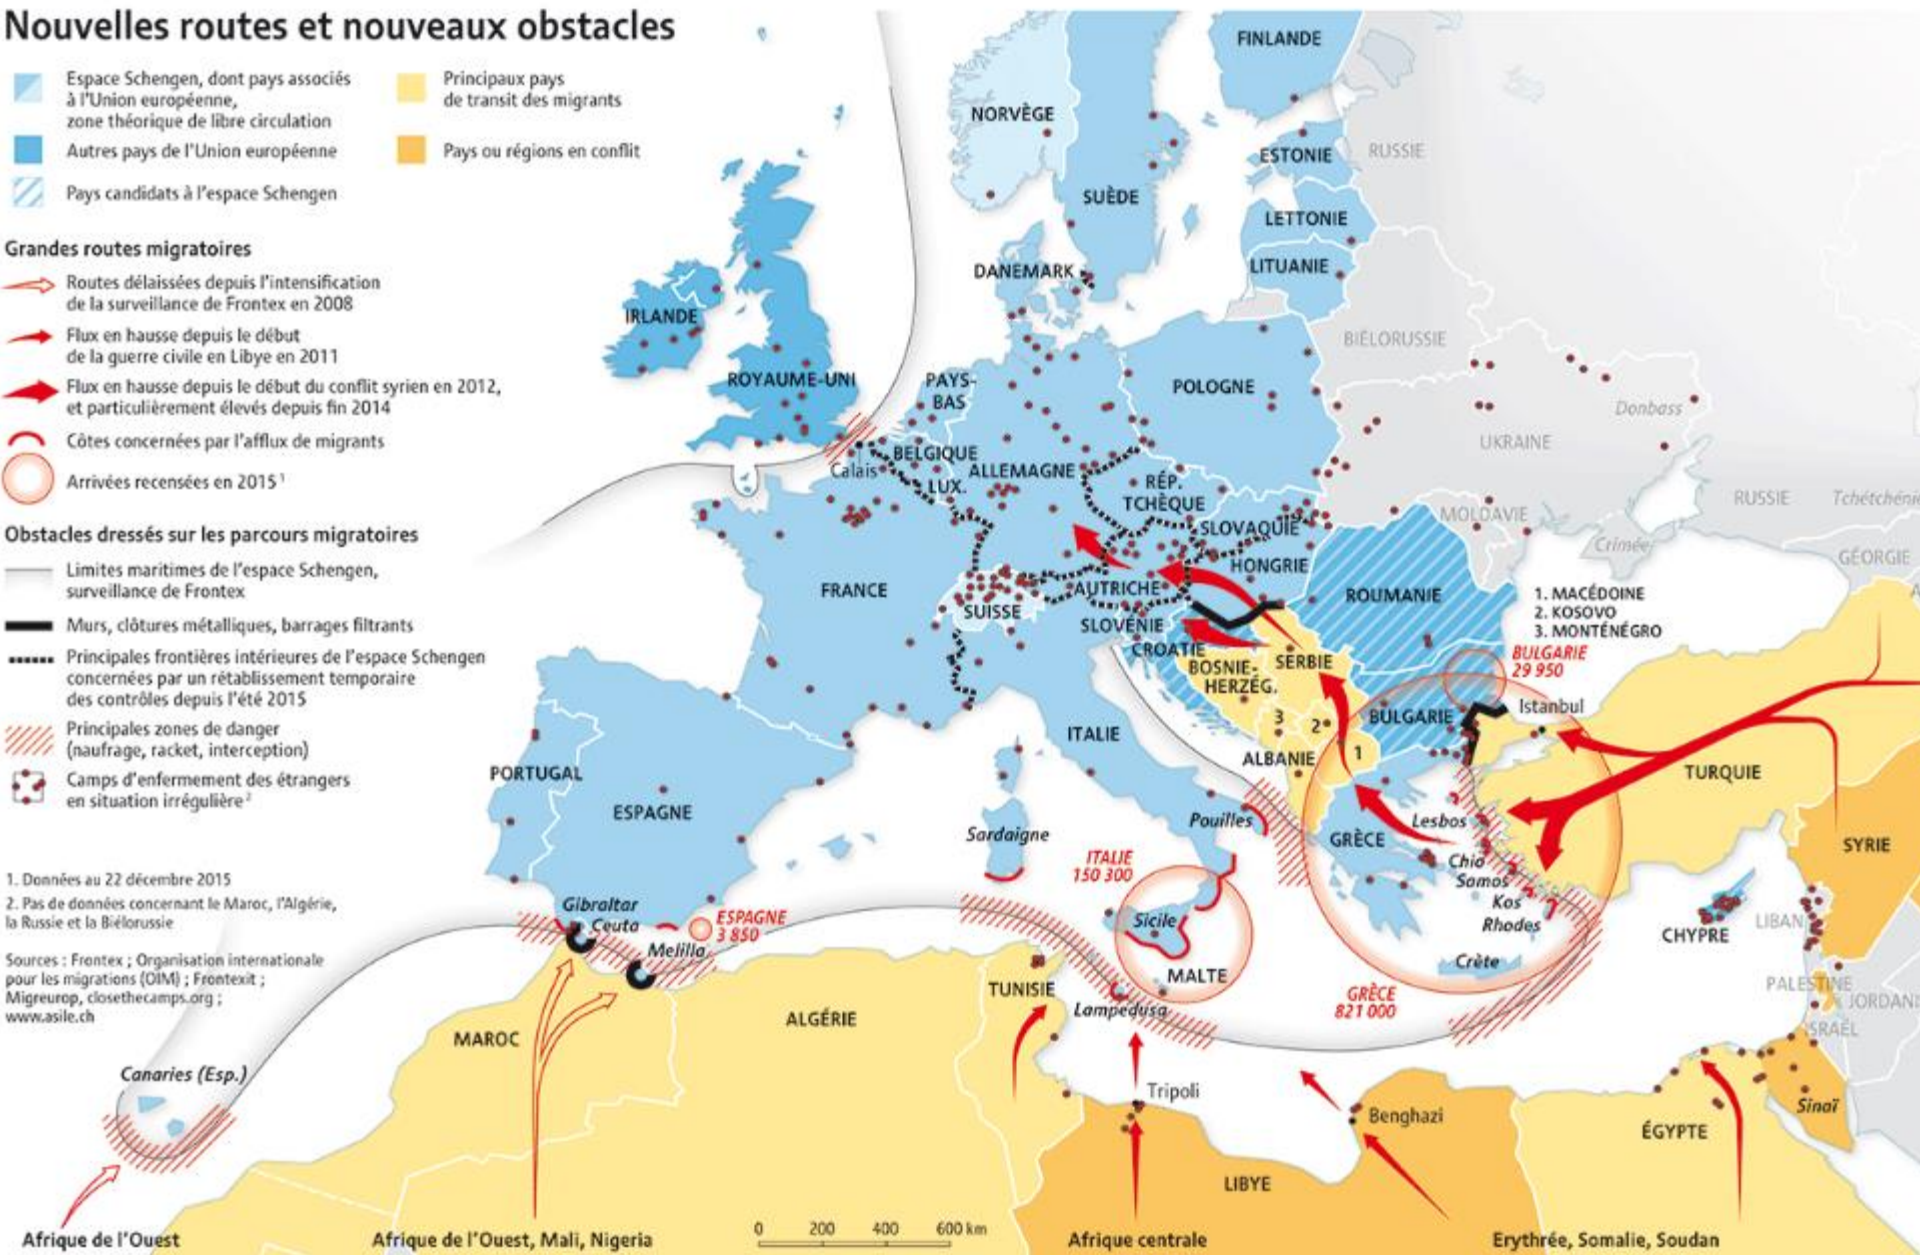 Nouvelles routes et nouveaux obstacles
Espace Schengen, dont pays associés
à l'Union européenne,
zone théorique de libre circulation
Autres pays de l'Union européenne
Pays candidats à l'espace Schengen
Principaux pays
de transit des migrants
Pays ou régions en conflit
Grandes routes migratoires
Routes délaissées depuis l'intensification
de la surveillance de Frontex en 2008
Flux en hausse depuis le début
de la guerre civile en Libye en 2011
Flux en hausse depuis le début du conflit syrien en 2012,
et particulièrement élevés depuis fin 2014
Côtes concernées par l'afflux de migrants
Arrivées recensées en 2015 1
Obstacles dressés sur les parcours migratoires
Limites maritimes de l'espace Schengen,
surveillance de Frontex
Murs, clôtures métalliques, barrages filtrants
Principales frontières intérieures de l'espace Schengen
concernées par un rétablissement temporaire
des contrôles depuis l'été 2015
Principales zones de danger
(naufrage, racket, interception)
Camps d'enfermement des étrangers
en situation irrégulière 2
1. Données au 22 décembre 2015
2. Pas de données concernant le Maroc, l'Algérie,
la Russie et la Biélorussie
Sources : Frontex ; Organisation internationale
pour les migrations (OIM) ; Frontexit ;
Migreurop, closethecamps.org ;
www.asile.ch
FINLANDE
NORVÈGE
ESTONIE
RUSSIE
SUÈDE
LETTONIE
LITUANIE
DANEMARK
IRLANDE
BIÉLORUSSIE
ROYAUME-UNI
PAYS-
BAS
POLOGNE
Donbass
UKRAINE
BELGIQUE
Calais
LUX.
ALLEMAGNE
RÉP.
TCHÈQUE
RUSSIE
Tchétchénie
MOLDAVIE
SLOVAQUIE
Crimée
GÉORGIE
HONGRIE
FRANCE
AUTRICHE
ROUMANIE
SUISSE
SLOVÉNIE
1. MACÉDOINE
2. KOSOVO
3. MONTÉNÉGRO
CROATIE
BOSNIE-
HERZÉG.
SERBIE
BULGARIE
29 950
Istanbul
BULGARIE
3
2
1
ITALIE
ALBANIE
TURQUIE
PORTUGAL
ESPAGNE
Sardaigne
Pouilles
Lesbos
GRÈCE
SYRIE
ITALIE
150 300
Chio
Samos
Kos
Rhodes
Gibraltar
Ceuta
ESPAGNE
3 850
Melilla
Sicile
CHYPRE
LIBAN
Crète
MALTE
TUNISIE
Lampedusa
GRÈCE
821 000
PALESTINE
JORDANI
ISRAËL
MAROC
ALGÉRIE
Canaries (Esp.)
Tripoli
Benghazi
Sinaï
ÉGYPTE
LIBYE
0 200 400 600 km
Afrique de l'Ouest
Afrique de l'Ouest, Mali, Nigeria
Afrique centrale
Erythrée, Somalie, Soudan